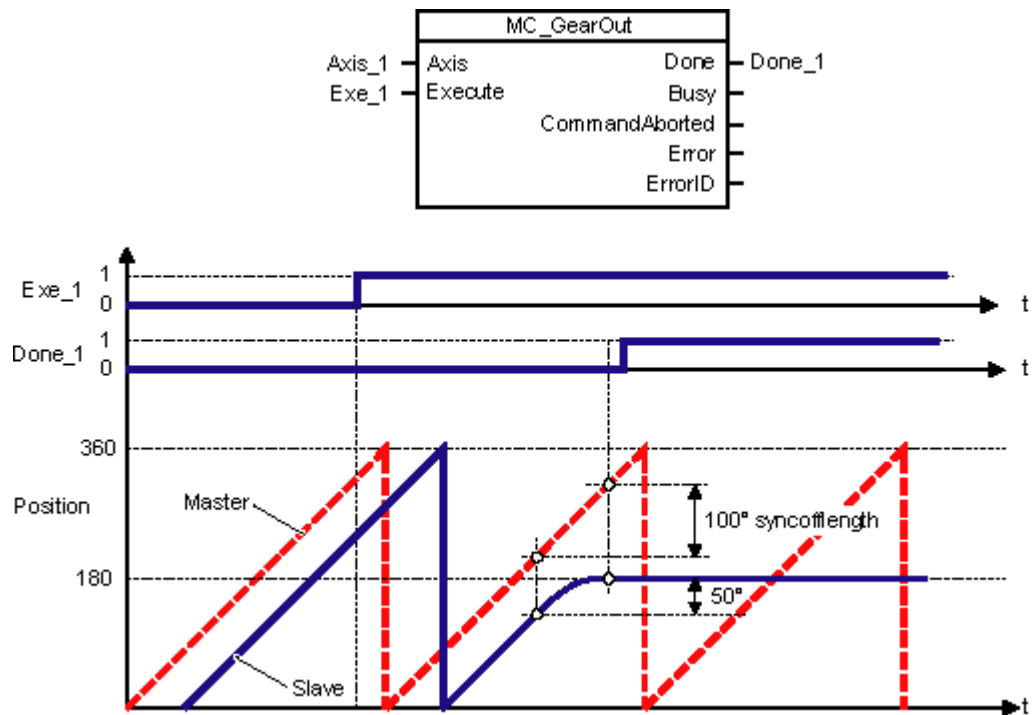 MC_GearOut
Axis_1 Axis Done Done_1
Exe_1 Execute Busy
CommandAborted
Error
ErrorID
Exe_1 1
0 t
Done_1 1
0 t
360
Position
Master
100° syncofflength
180
50°
Slave
t